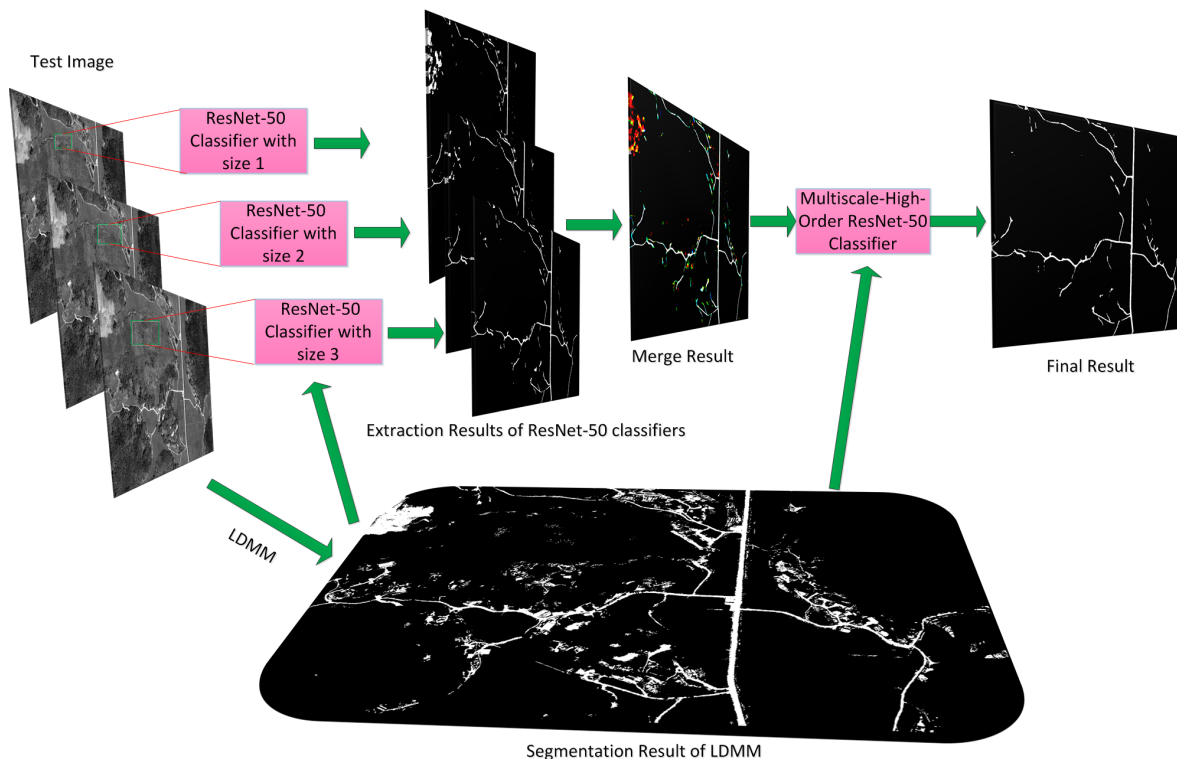 Test Image
ResNet-50
Classifier with
size 1
ResNet-50
Classifier with
size 2
ResNet-50
Classifier with
size 3
Extraction Results of ResNet-50 classifiers
Merge Result
Multiscale-High-
Order ResNet-50
Classifier
Final Result
LDMM
Segmentation Result of LDMM